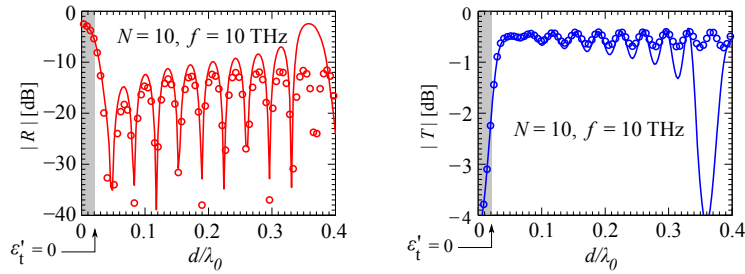 0
−10
−20
−30
−40
| R | [dB]
N = 10, f = 10 THz
0
0.1
0.2
0.3
0.4
d/λ0
ε't = 0
0
−1
−2
−3
−4
| T | [dB]
N = 10, f = 10 THz
0
0.1
0.2
0.3
0.4
d/λ0
ε't = 0